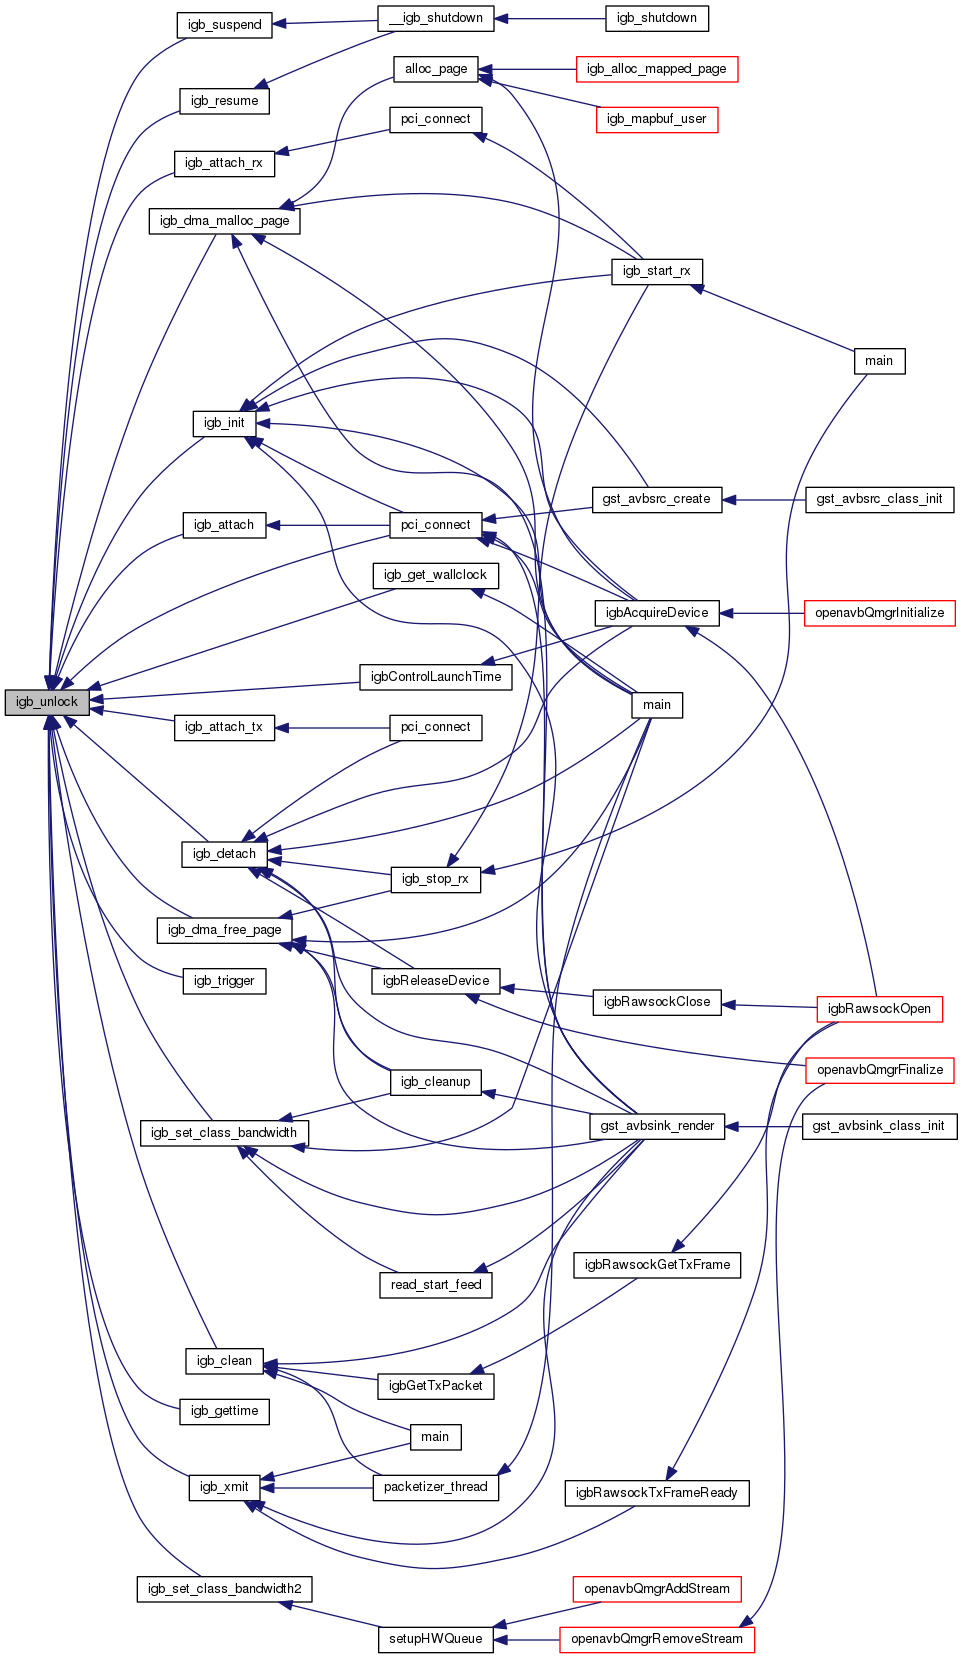 igb_suspend
__igb_shutdown
igb_shutdown
alloc_page
igb_alloc_mapped_page
igb_resume
pci_connect
igb_mapbuf_user
igb_attach_rx
igb_dma_malloc_page
igb_start_rx
main
igb_init
gst_avbsrc_create
gst_avbsrc_class_init
igb_attach
pci_connect
igb_get_wallclock
igbAcquireDevice
openavbQmgrInitialize
igbControlLaunchTime
igb_unlock
main
igb_attach_tx
pci_connect
igb_detach
igb_stop_rx
igb_dma_free_page
igb_trigger
igbReleaseDevice
igbRawsockClose
igbRawsockOpen
igb_cleanup
openavbQmgrFinalize
igb_set_class_bandwidth
gst_avbsink_render
gst_avbsink_class_init
igbRawsockGetTxFrame
read_start_feed
igb_clean
igbGetTxPacket
igb_gettime
main
igb_xmit
packetizer_thread
igbRawsockTxFrameReady
igb_set_class_bandwidth2
openavbQmgrAddStream
setupHWQueue
openavbQmgrRemoveStream